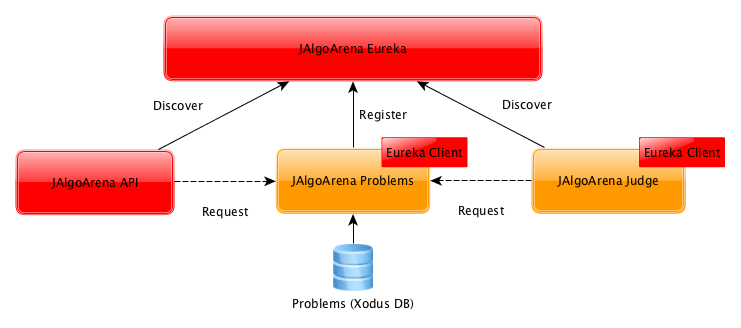 JAlgoArena Eureka
Discover
Register
Discover
Eureka Client
Eureka Client
JAlgoArena API
JAlgoArena Problems
JAlgoArena Judge
Request
Request
Problems (Xodus DB)